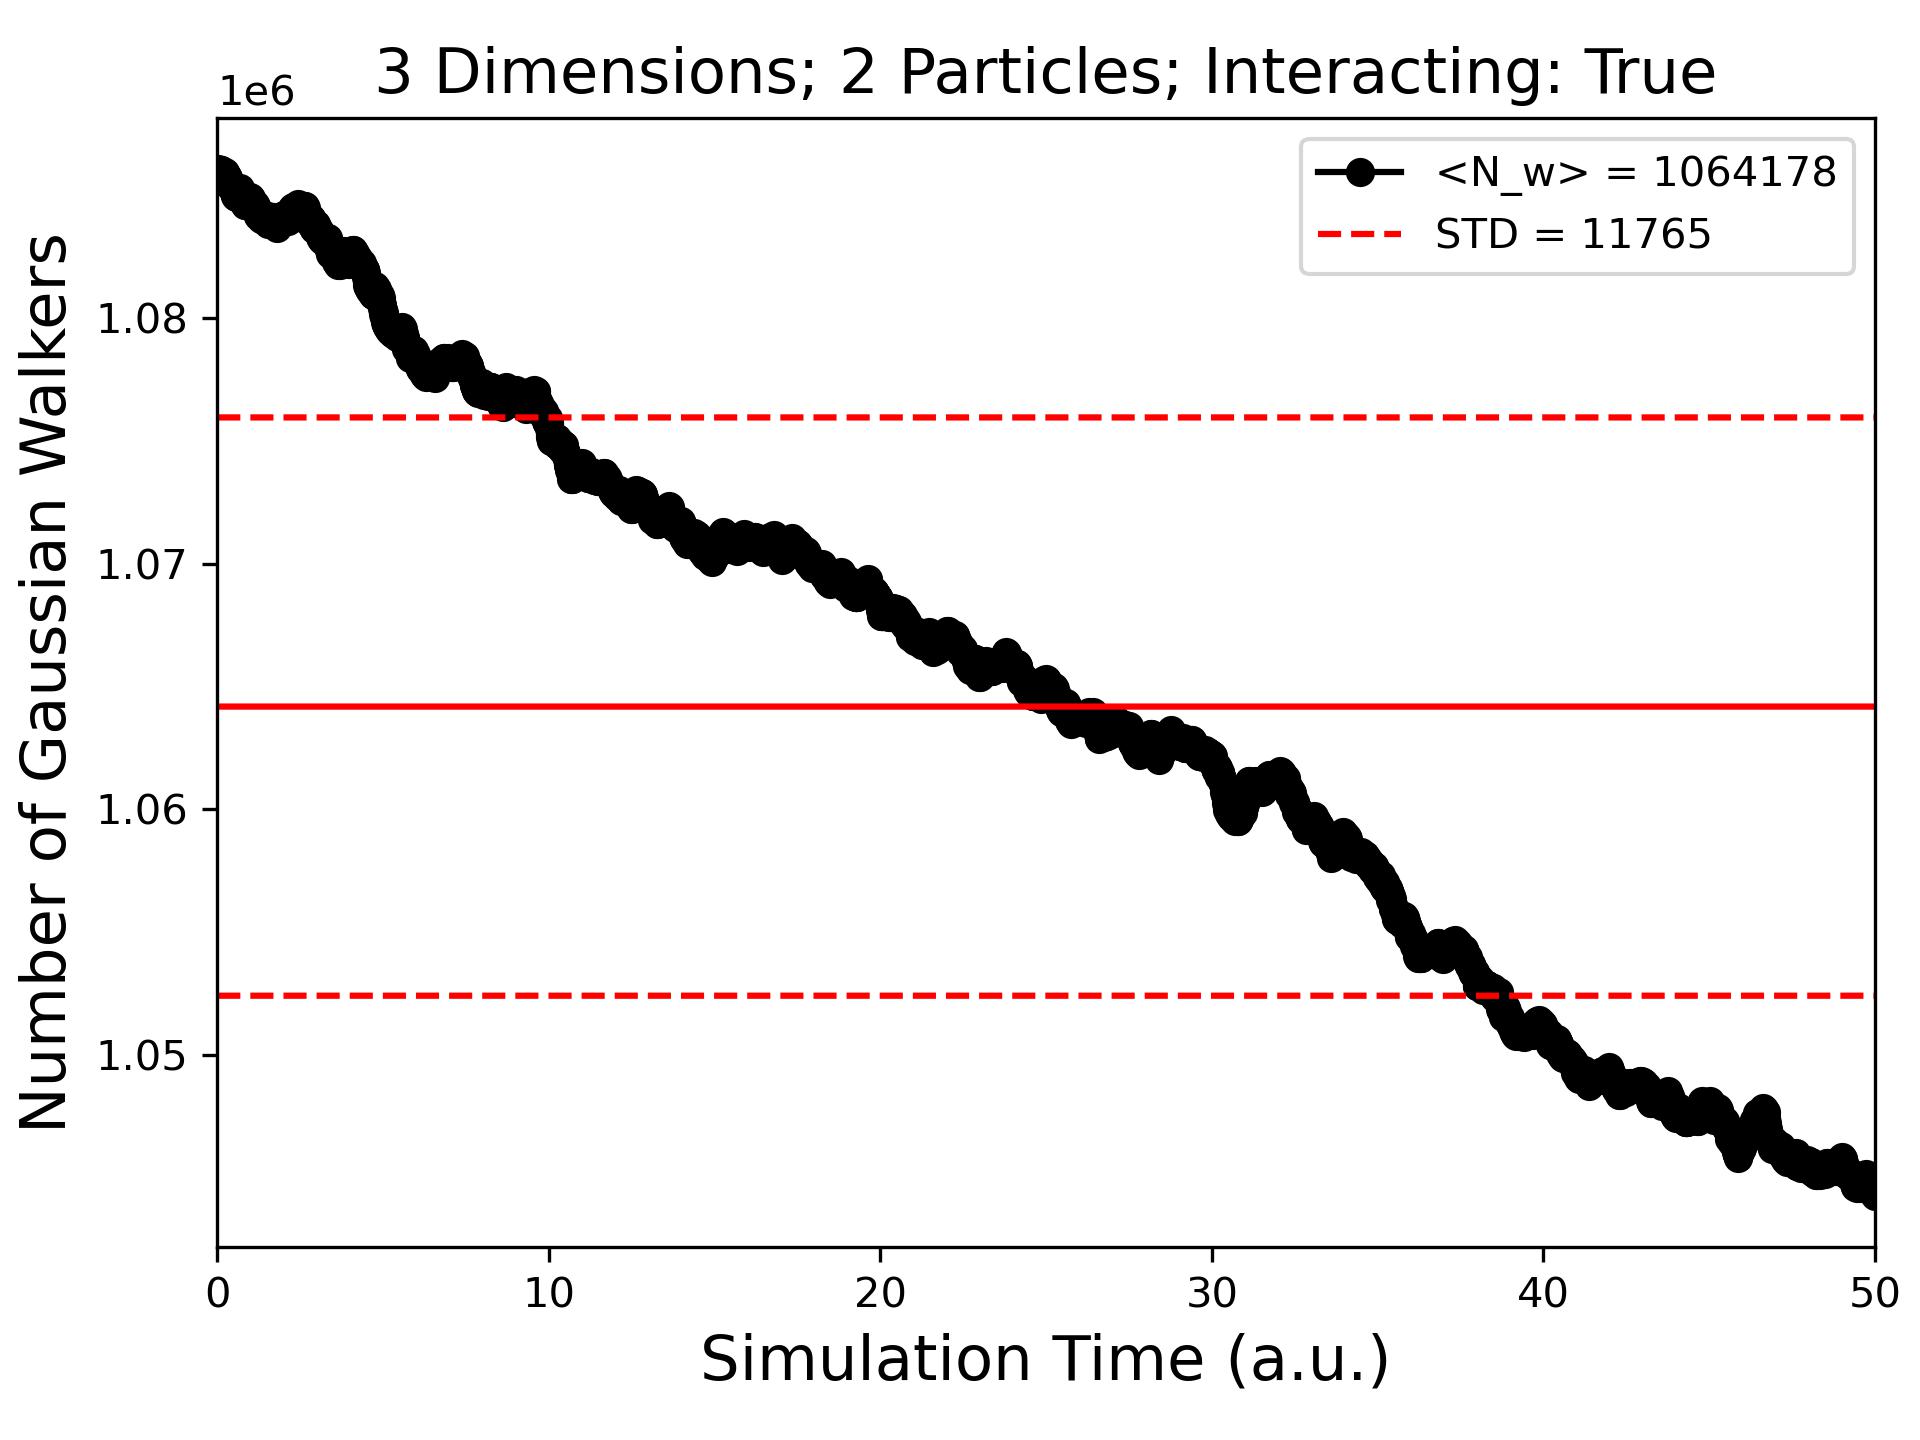 3 Dimensions; 2 Particles; Interacting: True
1e6
<N_w> = 1064178
STD = 11765
Number of Gaussian Walkers
1.08
1.07
1.06
1.05
0 10 20 30 40 50
Simulation Time (a.u.)